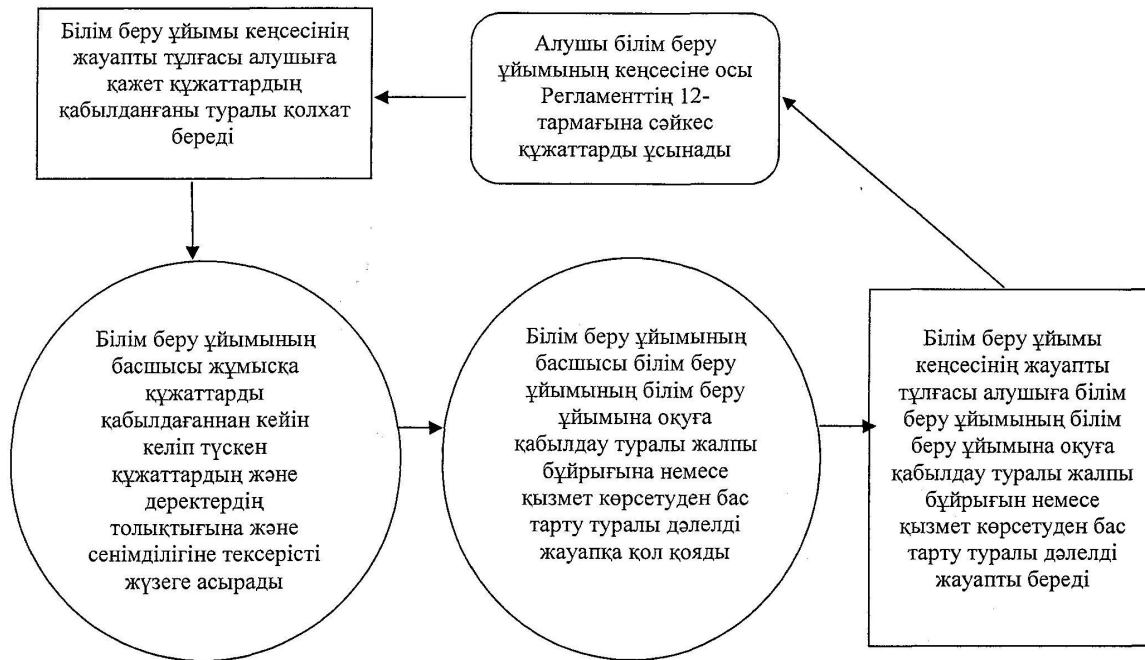 Білім беру ұйымы кеңсесінің
жауапты тұлғасы алушыға
қажет құжаттардың
қабылданғаны туралы қолхат
береді
Алушы білім беру
ұйымының кеңсесіне осы
Регламенттің 12-
тармағына сәйкес
құжаттарды ұсынады
Білім беру ұйымының
басшысы жұмысқа
құжаттарды
қабылдағаннан кейін
келіп түскен
құжаттардың және
деректердің
толықтығына және
сенімділігіне тексерісті
жүзеге асырады
Білім беру ұйымының
басшысы білім беру
ұйымының білім беру
ұйымына оқуға
қабылдау туралы жалпы
бұйрығына немесе
қызмет көрсетуден бас
тарту туралы дәлелді
жауапқа қол қояды
Білім беру ұйымы
кеңсесінің жауапты
тұлғасы алушыға білім
беру ұйымының білім
беру ұйымына оқуға
қабылдау туралы жалпы
бұйрығын немесе
қызмет көрсетуден бас
тарту туралы дәлелді
жауапты береді